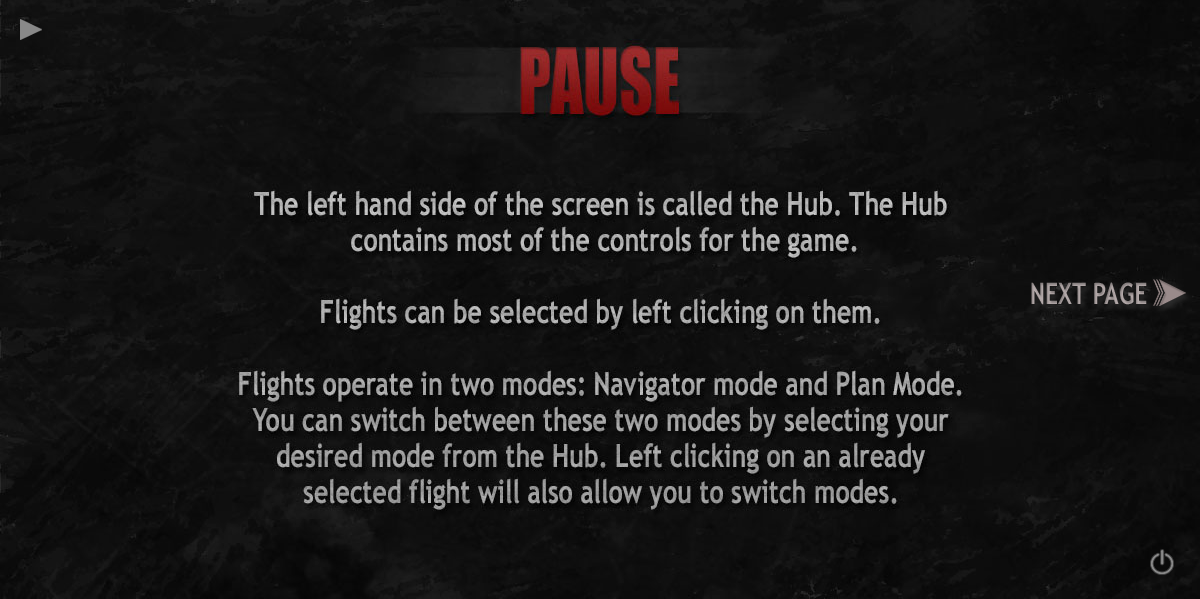 PAUSE
The left hand side of the screen is called the Hub. The Hub
contains most of the controls for the game.
Flights can be selected by left clicking on them.
NEXT PAGE
Flights operate in two modes: Navigator mode and Plan Mode.
You can switch between these two modes by selecting your
desired mode from the Hub. Left clicking on an already
selected flight will also allow you to switch modes.